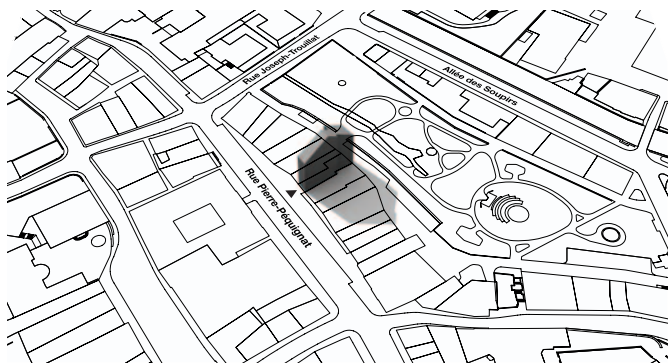 Rue Joseph-Trouillat
Allée des Soupirs
Rue Pierre-Péquignat